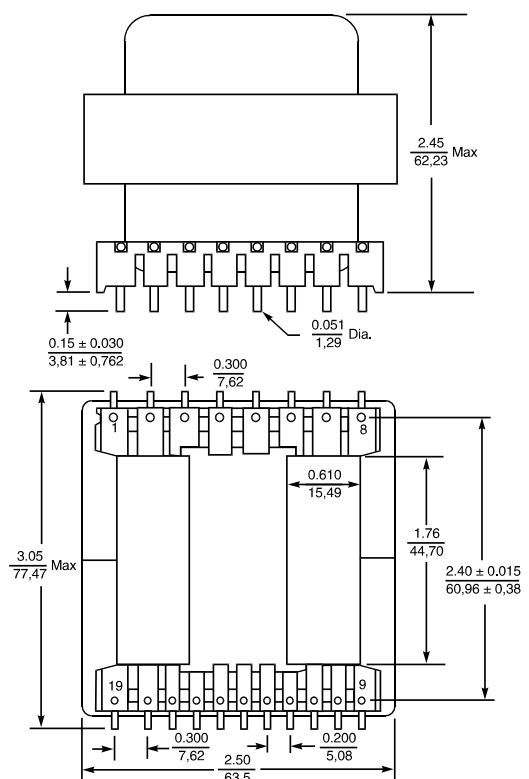 2.45
62,23 Max
0.15 ± 0.030
3,81 ± 0,762
0.051
1,29 Dia.
0.300
7,62
1
8
0.610
15,49
3.05
77,47 Max
1.76
44,70
2.40 ± 0.015
60,96 ± 0,38
19
9
0.300
7,62
0.200
5,08
2.50
63.5